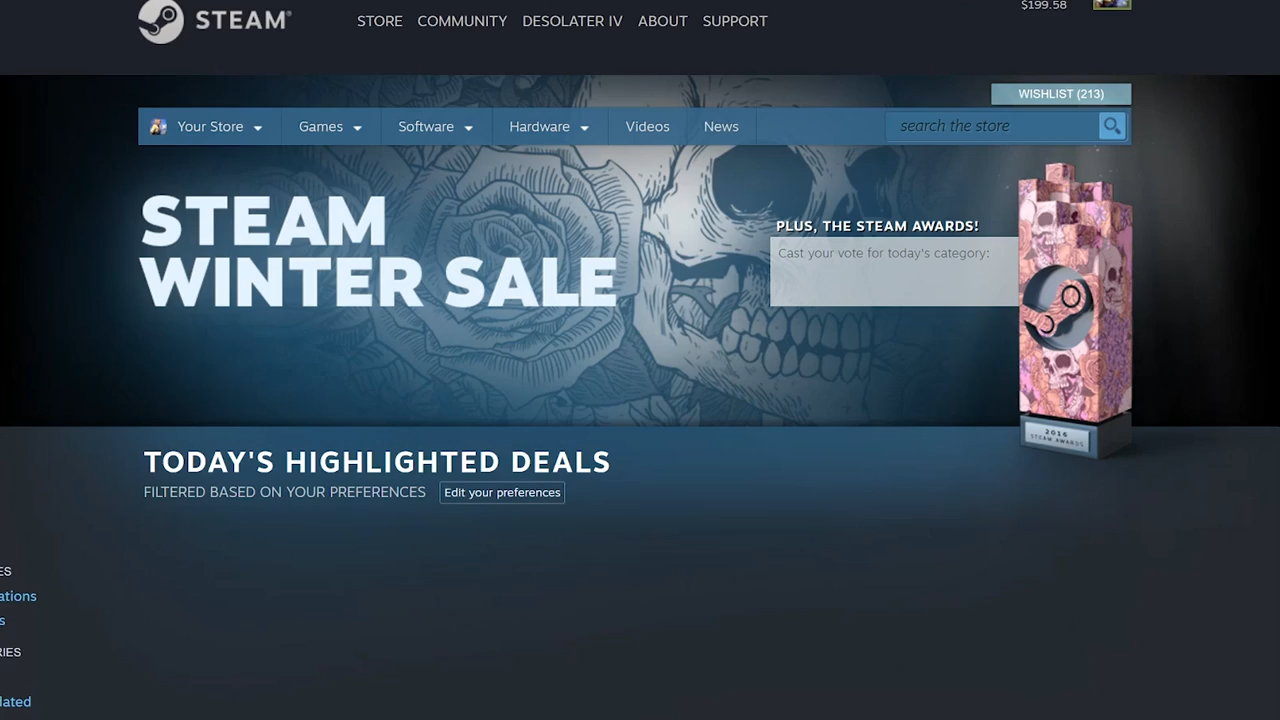 STEAM®
STORE COMMUNITY DESOLATER IV ABOUT SUPPORT
$199.58
WISHLIST (213)
Your Store Games Software Hardware Videos News
search the store
STEAM
WINTER SALE
PLUS, THE STEAM AWARDS!
Cast your vote for today's category:
2016
STEAM AWARDS
TODAY'S HIGHLIGHTED DEALS
FILTERED BASED ON YOUR PREFERENCES Edit your preferences
ES
ations
s
RIES
lated